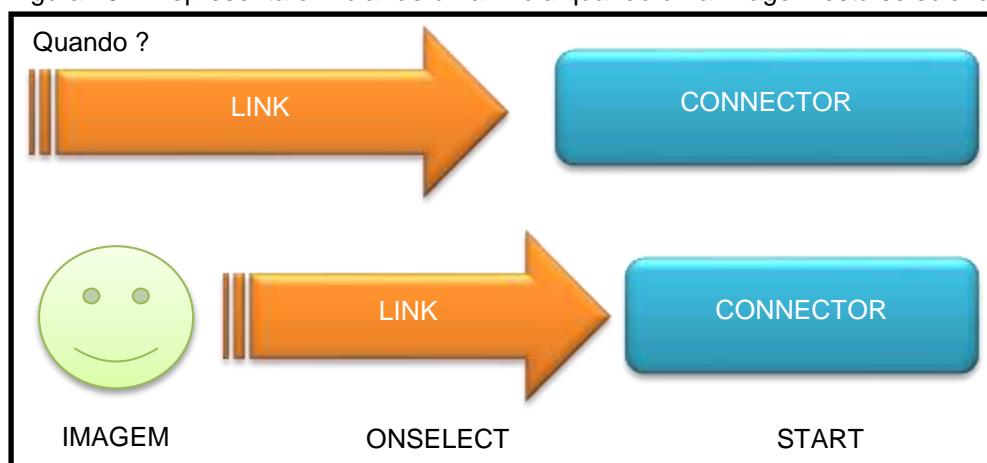 Quando ?
LINK
CONNECTOR
LINK
CONNECTOR
IMAGEM
ONSELECT
START